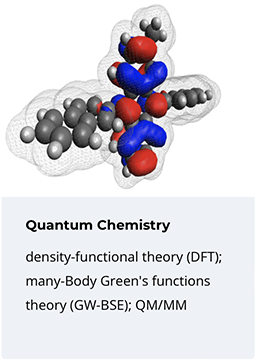 Quantum Chemistry
density-functional theory (DFT);
many-Body Green's functions
theory (GW-BSE); QM/MM